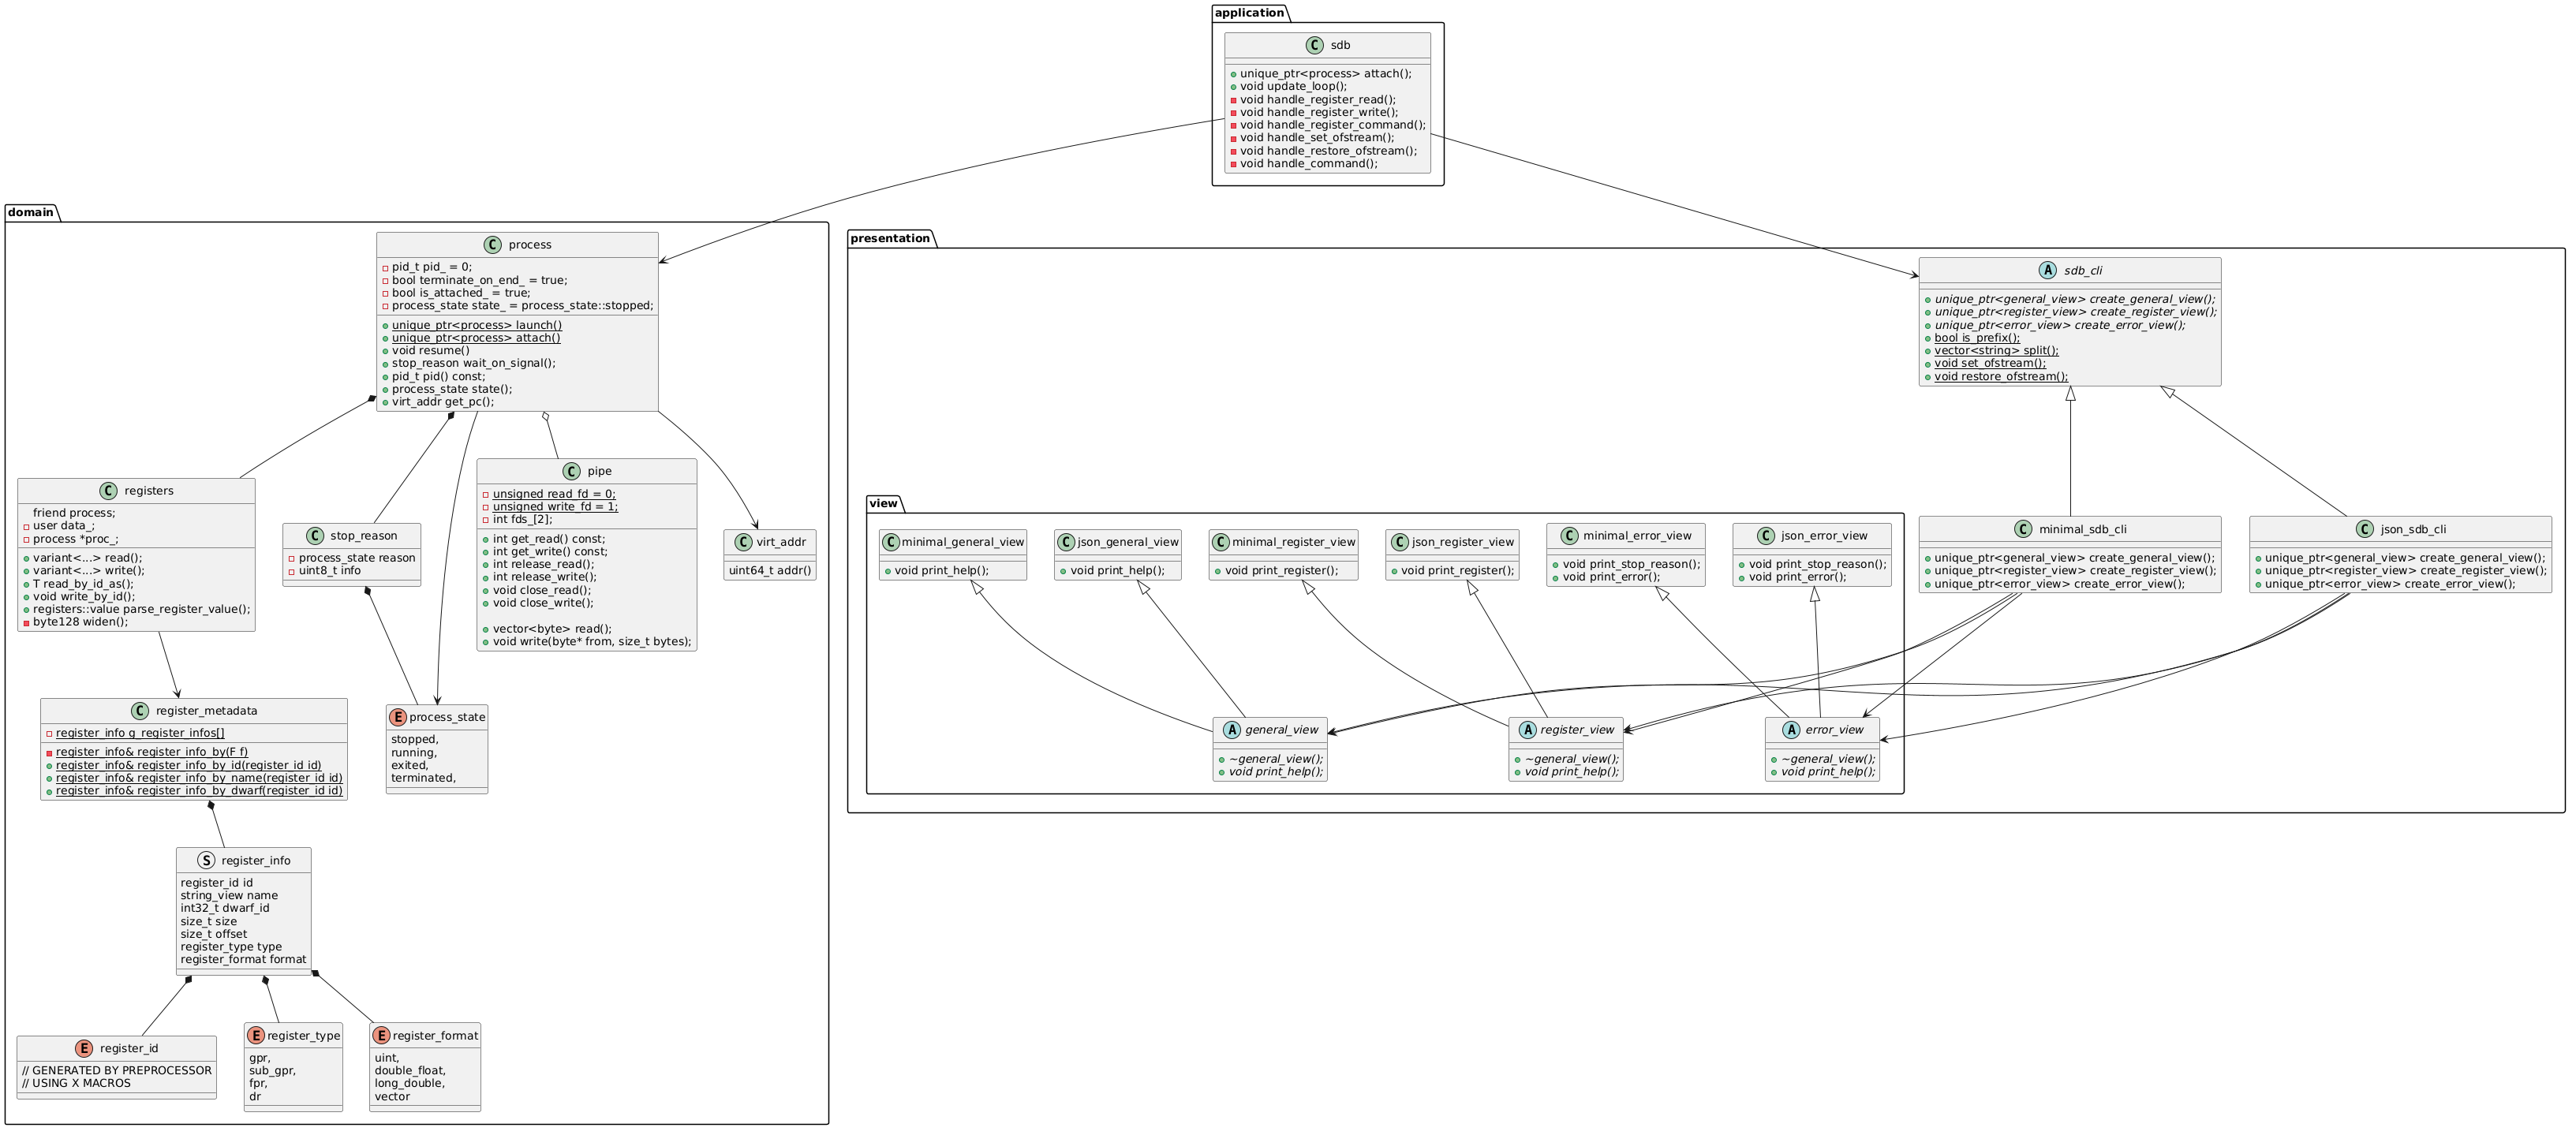 application
C sdb
unique_ptr<process> attach();
void update_loop();
void handle_register_read();
void handle_register_write();
void handle_register_command();
void handle_set_ofstream();
void handle_restore_ofstream();
void handle_command();
domain
C process
pid_t pid_ = 0;
bool terminate_on_end_ = true;
bool is_attached_ = true;
process_state state_ = process_state::stopped;
unique_ptr<process> launch()
unique_ptr<process> attach()
void resume()
stop_reason wait_on_signal();
pid_t pid() const;
process_state state();
virt_addr get_pc();
C registers
friend process;
user data_;
process *proc_;
variant<...> read();
variant<...> write();
T read_by_id_as();
void write_by_id();
registers::value parse_register_value();
byte128 widen();
C stop_reason
process_state reason
uint8_t info
C pipe
unsigned read_fd = 0;
unsigned write_fd = 1;
int fds_[2];
int get_read() const;
int get_write() const;
int release_read();
int release_write();
void close_read();
void close_write();
vector<byte> read();
void write(byte* from, size_t bytes);
C virt_addr
uint64_t addr()
C register_metadata
register_info g_register_infos[]
register_info& register_info_by(F f)
register_info& register_info_by_id(register_id id)
register_info& register_info_by_name(register_id id)
register_info& register_info_by_dwarf(register_id id)
E process_state
stopped,
running,
exited,
terminated,
S register_info
register_id id
string_view name
int32_t dwarf_id
size_t size
size_t offset
register_type type
register_format format
E register_id
// GENERATED BY PREPROCESSOR
// USING X MACROS
E register_type
gpr,
sub_gpr,
fpr,
dr
E register_format
uint,
double_float,
long_double,
vector
presentation
A sdb_cli
unique_ptr<general_view> create_general_view();
unique_ptr<register_view> create_register_view();
unique_ptr<error_view> create_error_view();
bool is_prefix();
vector<string> split();
void set_ofstream();
void restore_ofstream();
view
C minimal_general_view
void print_help();
C json_general_view
void print_help();
C minimal_register_view
void print_register();
C json_register_view
void print_register();
C minimal_error_view
void print_stop_reason();
void print_error();
C json_error_view
void print_stop_reason();
void print_error();
C minimal_sdb_cli
unique_ptr<general_view> create_general_view();
unique_ptr<register_view> create_register_view();
unique_ptr<error_view> create_error_view();
C json_sdb_cli
unique_ptr<general_view> create_general_view();
unique_ptr<register_view> create_register_view();
unique_ptr<error_view> create_error_view();
A general_view
~general_view();
void print_help();
A register_view
~general_view();
void print_help();
A error_view
~general_view();
void print_help();